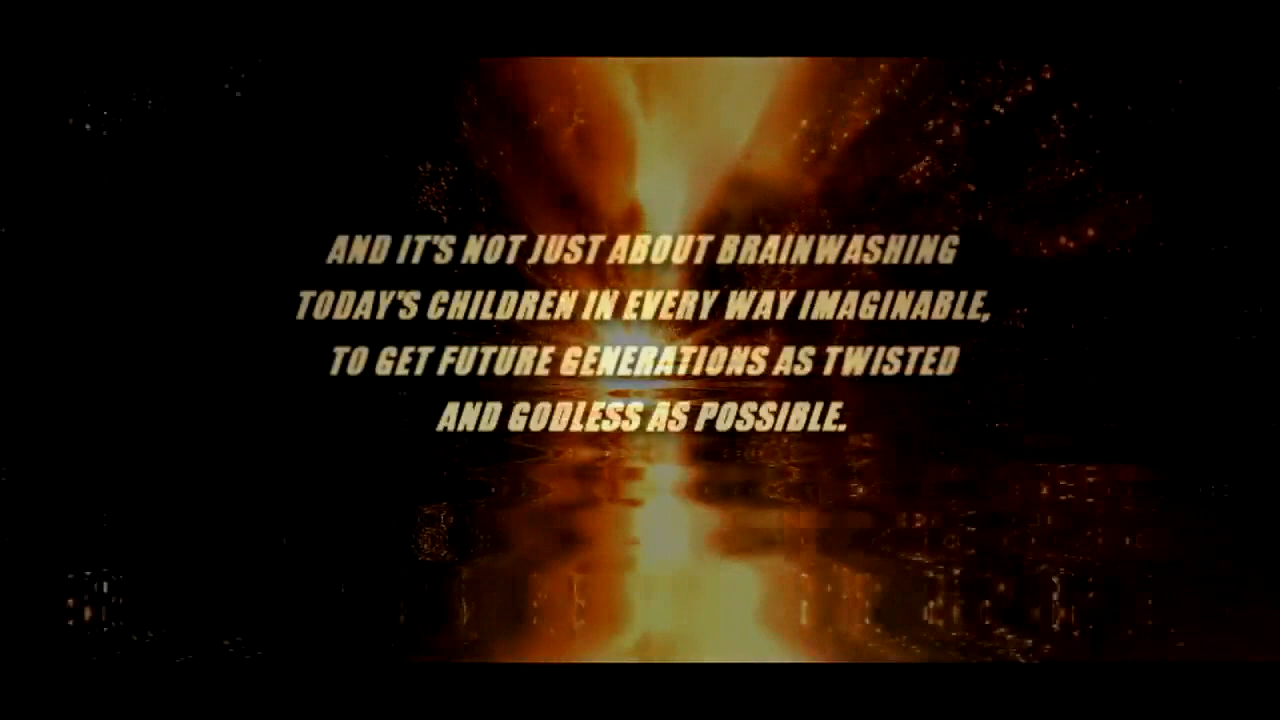 AND IT'S NOT JUST ABOUT BRAINWASHING
TODAY'S CHILDREN IN EVERY WAY IMAGINABLE,
TO GET FUTURE GENERATIONS AS TWISTED
AND GODLESS AS POSSIBLE.